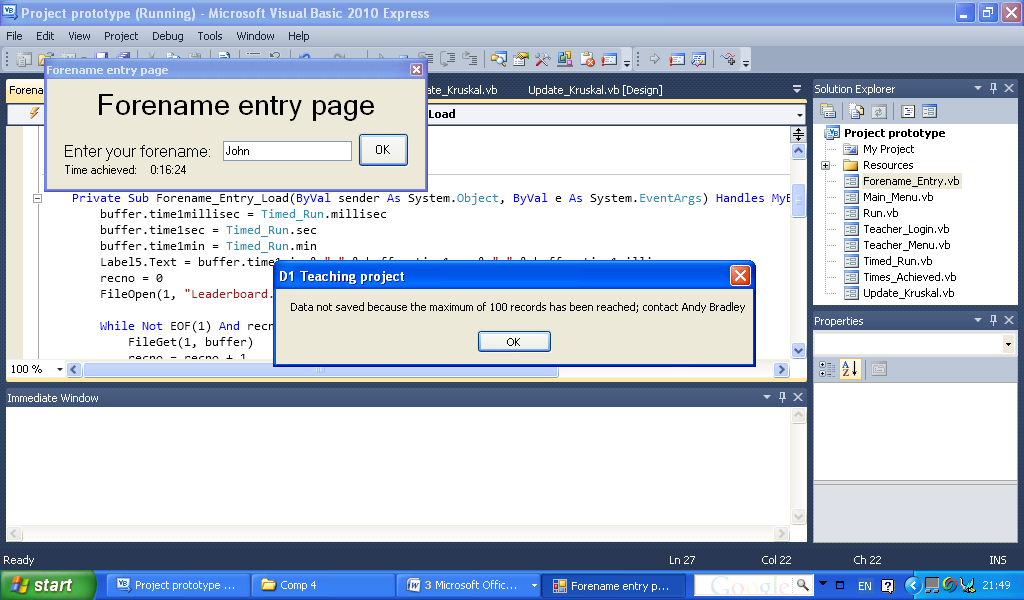 Project prototype (Running) - Microsoft Visual Basic 2010 Express
File Edit View Project Debug Tools Window Help
Forename entry page
Forename entry page
Enter your forename: John OK
Time achieved: 0:16:24
Update_Kruskal.vb [Design]
Load
Private Sub Forename_Entry_Load(ByVal sender As System.Object, ByVal e As System.EventArgs) Handles
buffer.time1millisec = Timed_Run.millisec
buffer.time1sec = Timed_Run.sec
buffer.time1min = Timed_Run.min
Label5.Text =
recno = 0
FileOpen(1, "Leaderboard.
While Not EOF(1) And
FileGet(1, buffer)
recno = recno + 1
D1 Teaching project
Data not saved because the maximum of 100 records has been reached; contact Andy Bradley
OK
100 %
Immediate Window
Solution Explorer
Project prototype
My Project
Resources
Forename_Entry.vb
Main_Menu.vb
Run.vb
Teacher_Login.vb
Teacher_Menu.vb
Timed_Run.vb
Times_Achieved.vb
Update_Kruskal.vb
Properties
Ready Ln 27 Col 22 Ch 22 INS
start Project prototype ... Comp 4 3 Microsoft Offic... Forename entry p... Google EN 21:49